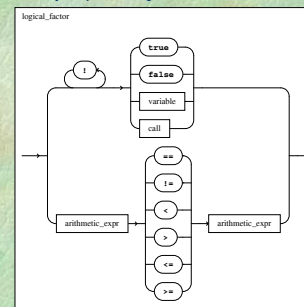 logical_factor
!
true
false
variable
call
==
!=
<
arithmetic_expr
>
arithmetic_expr
<=
>=